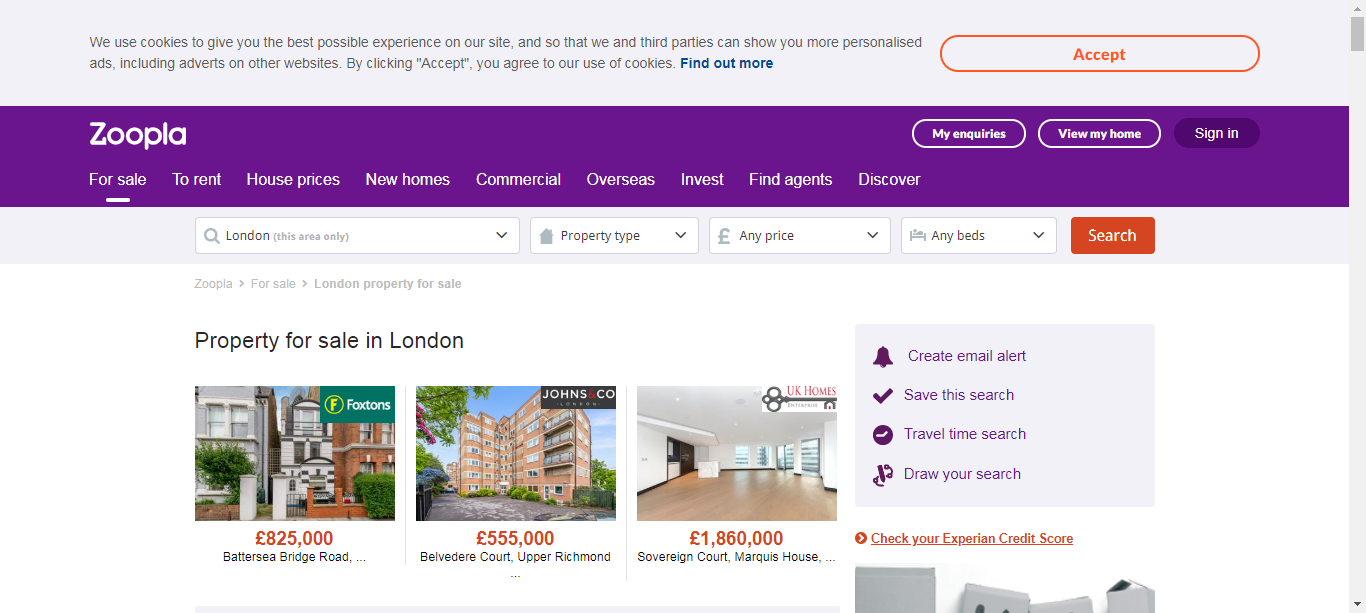 We use cookies to give you the best possible experience on our site, and so that we and third parties can show you more personalised
ads, including adverts on other websites. By clicking "Accept", you agree to our use of cookies. Find out more
Accept
Zoopla
My enquiries
View my home
Sign in
For sale
To rent
House prices
New homes
Commercial
Overseas
Invest
Find agents
Discover
London (this area only)
Property type
Any price
Any beds
Search
Zoopla > For sale > London property for sale
Property for sale in London
Foxtons
JOHNS&CO
LONDON
UK HOMES
£825,000
Battersea Bridge Road, ...
£555,000
Belvedere Court, Upper Richmond
...
£1,860,000
Sovereign Court, Marquis House, ...
Create email alert
Save this search
Travel time search
Draw your search
Check your Experian Credit Score